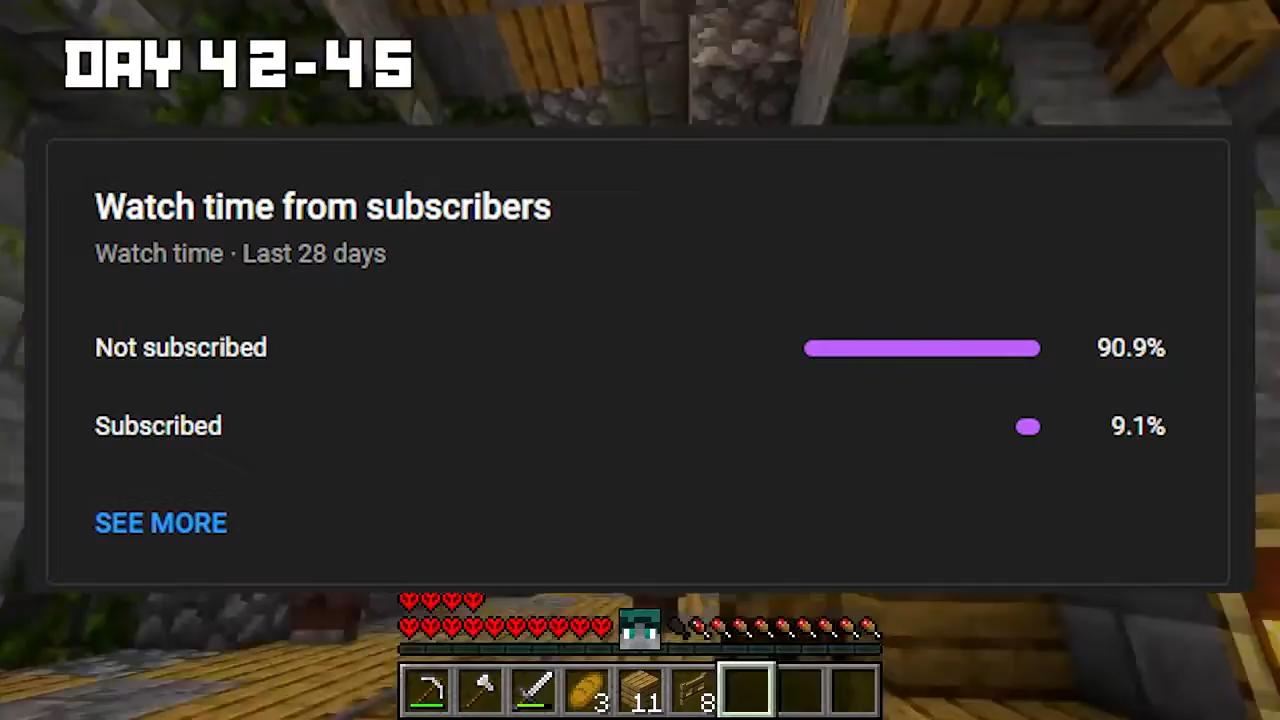 DAY 42-45
Watch time from subscribers
Watch time · Last 28 days
Not subscribed 90.9%
Subscribed 9.1%
SEE MORE
3 11 8